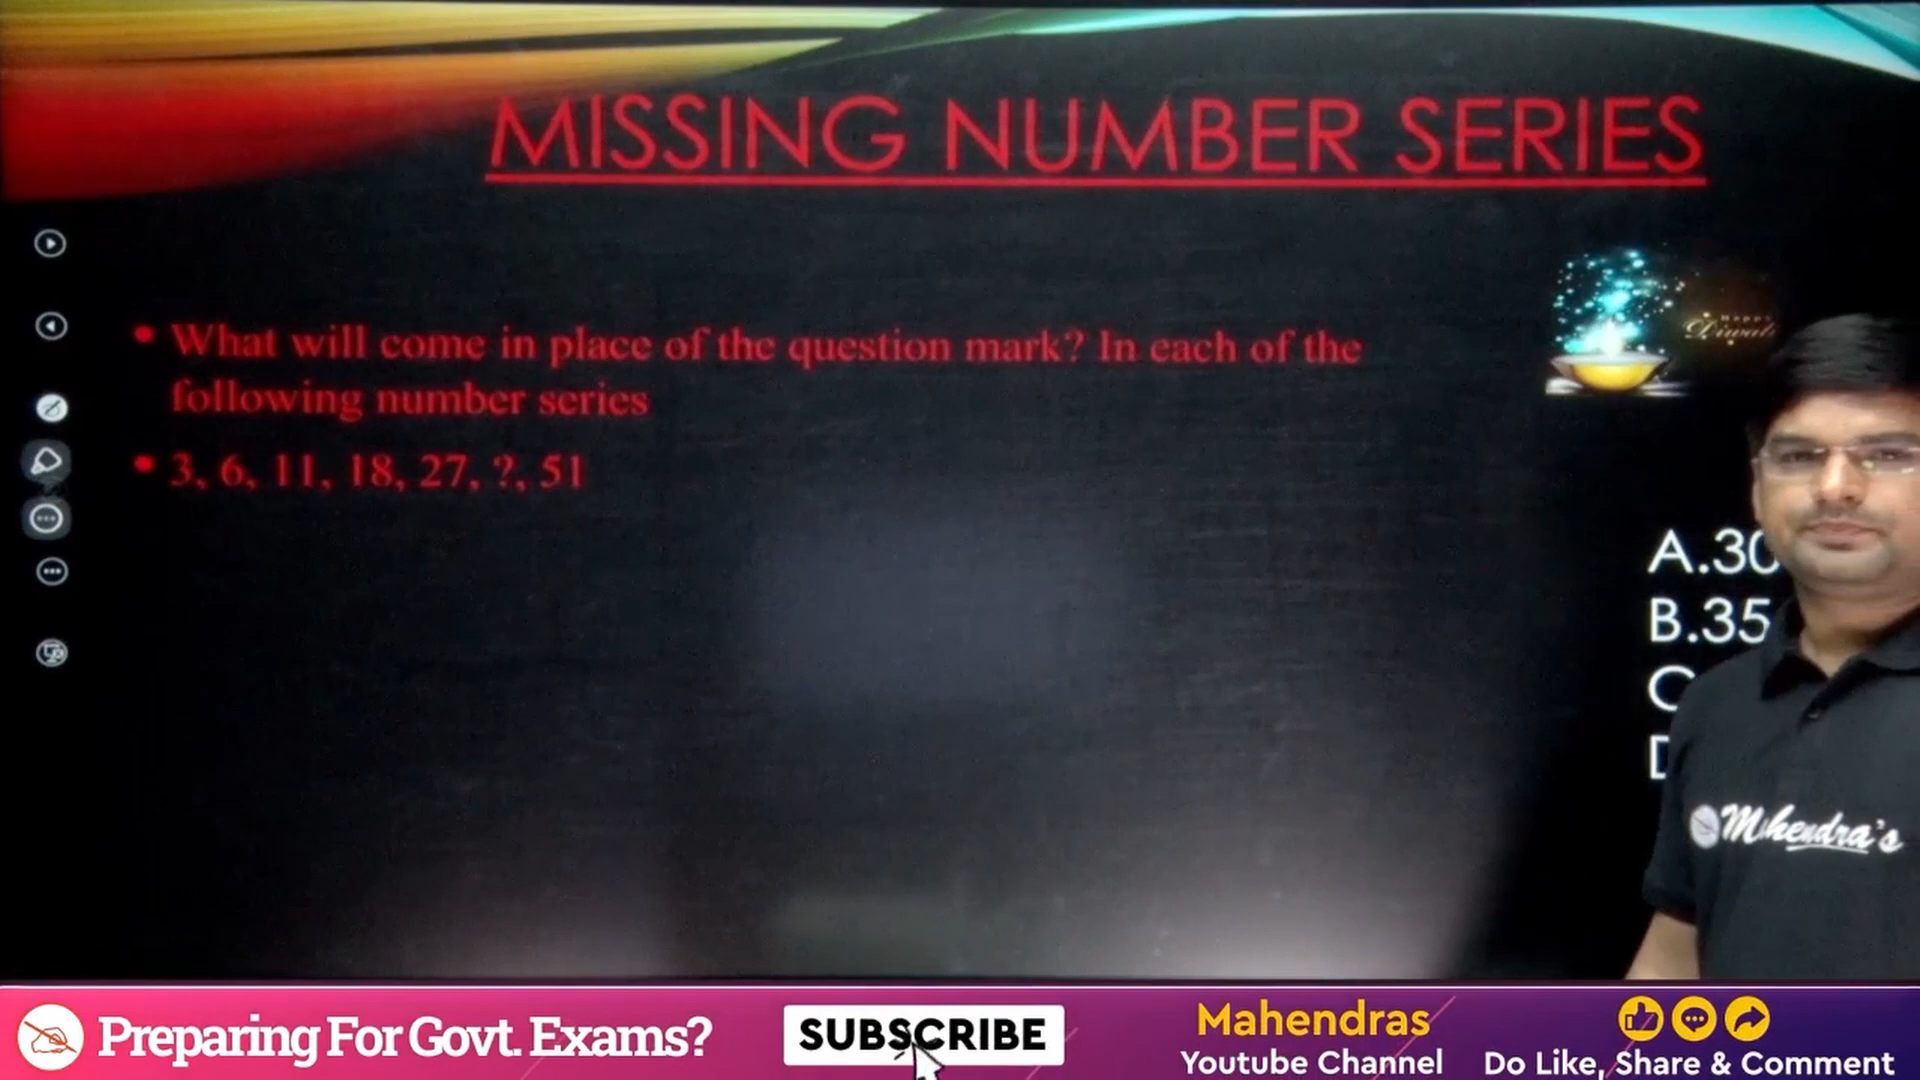 MISSING NUMBER SERIES
• What will come in place of the question mark? In each of the
following number series
• 3, 6, 11, 18, 27, ?, 51
Diwali
A.30
B.35
C
D
Mahendra's
Preparing For Govt. Exams?
SUBSCRIBE
Mahendras
Youtube Channel
Do Like, Share & Comment